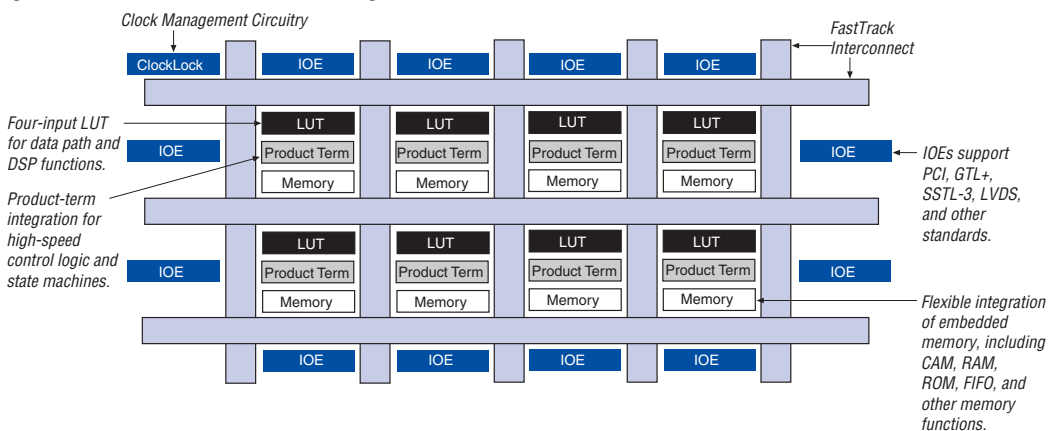 Clock Management Circuitry
FastTrack
Interconnect
ClockLock
IOE
IOE
IOE
IOE
Four-input LUT
for data path and
DSP functions.
LUT
LUT
LUT
LUT
IOE
Product Term
Product Term
Product Term
Product Term
IOE
Memory
Memory
Memory
Memory
IOEs support
PCI, GTL+,
SSTL-3, LVDS,
and other
standards.
Product-term
integration for
high-speed
control logic and
state machines.
LUT
LUT
LUT
LUT
IOE
Product Term
Product Term
Product Term
Product Term
IOE
Memory
Memory
Memory
Memory
Flexible integration
of embedded
memory, including
CAM, RAM,
ROM, FIFO, and
other memory
functions.
IOE
IOE
IOE
IOE